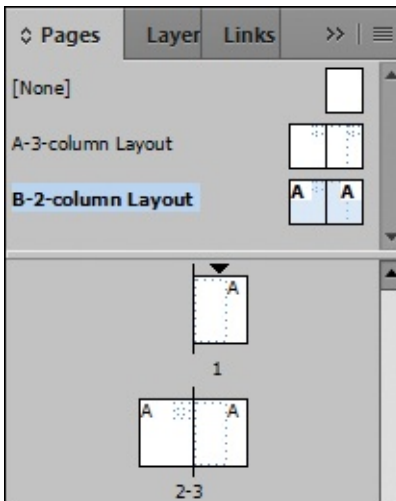 Pages Layer Links
[None]
A-3-column Layout
B-2-column Layout
A A
A
1
A A
2-3